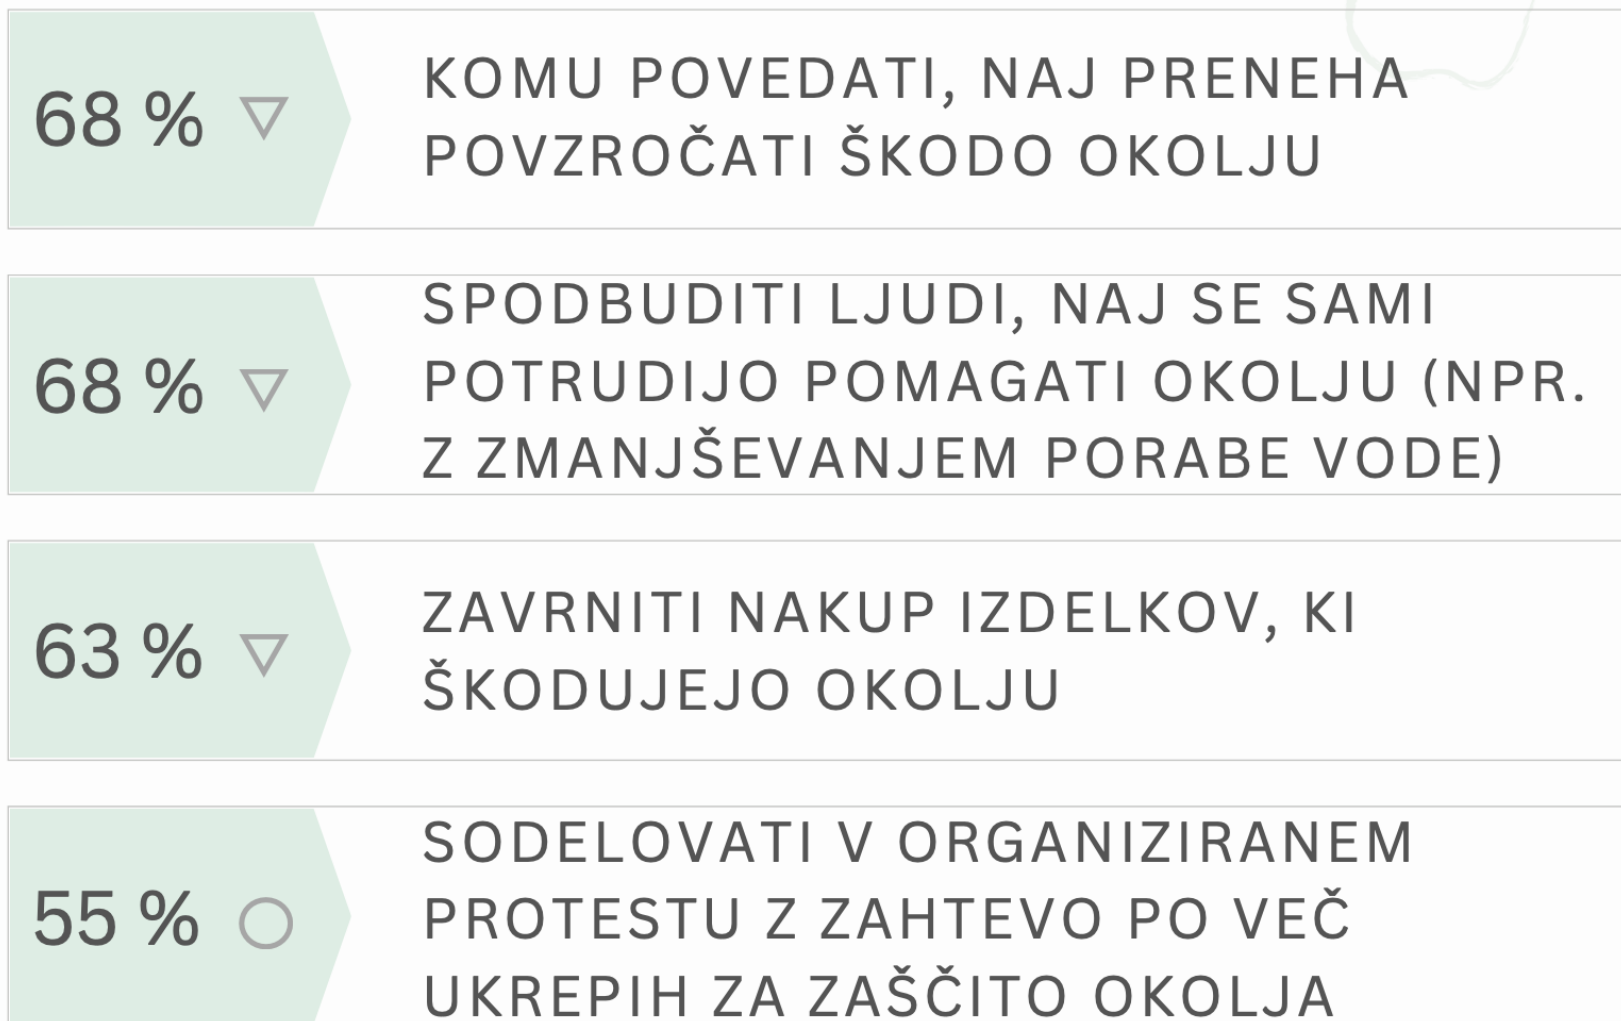 68 %
KOMU POVEDATI, NAJ PRENEHA
POVZROČATI ŠKODO OKOLJU
68 %
SPODBUDITI LJUDI, NAJ SE SAMI
POTRUDIJO POMAGATI OKOLJU (NPR.
Z ZMANJŠEVANJEM PORABE VODE)
63 %
ZAVRNITI NAKUP IZDELKOV, KI
ŠKODUJEJO OKOLJU
55 %
SODELOVATI V ORGANIZIRANEM
PROTESTU Z ZAHTEVO PO VEČ
UKREPIH ZA ZAŠČITO OKOLJA